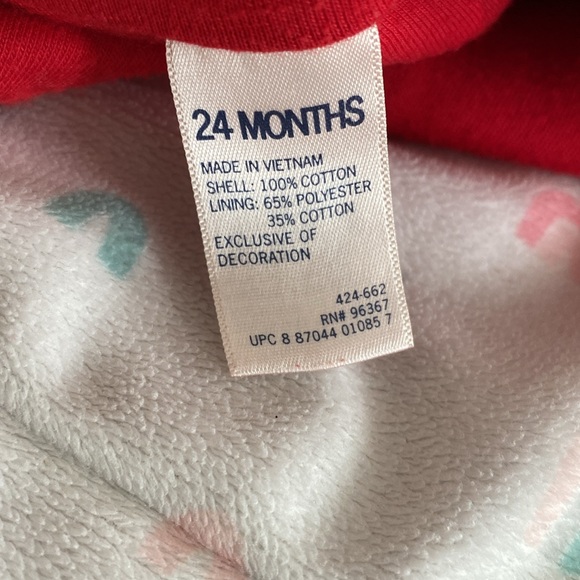 24 MONTHS
MADE IN VIETNAM
SHELL: 100% COTTON
LINING: 65% POLYESTER
35% COTTON
EXCLUSIVE OF
DECORATION
424-662
RN# 96367
UPC 8 87044 01085 7